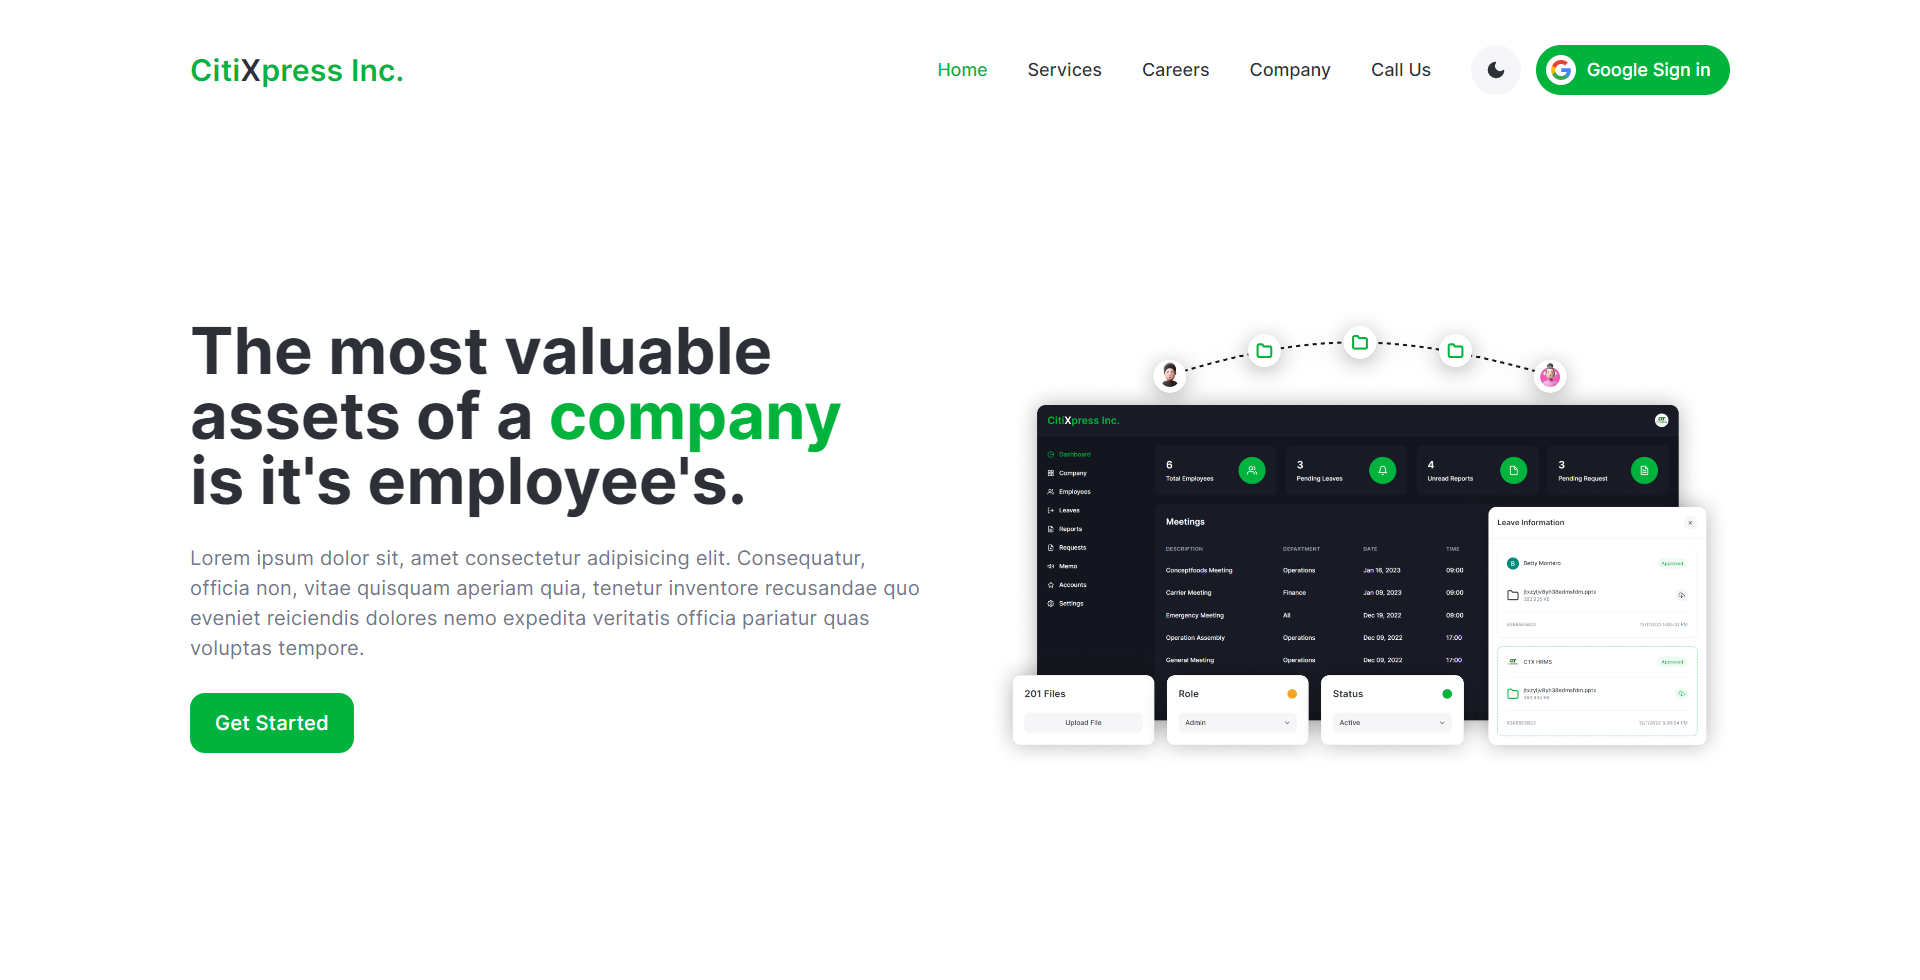 CitiXpress Inc.
Home
Services
Careers
Company
Call Us
Google Sign in
The most valuable
assets of a company
is it's employee's.
Lorem ipsum dolor sit, amet consectetur adipisicing elit. Consequatur,
officia non, vitae quisquam aperiam quia, tenetur inventore recusandae quo
eveniet reiciendis dolores nemo expedita veritatis officia pariatur quas
voluptas tempore.
Get Started
CitiXpress Inc.
Dashboard
Company
Employees
Leaves
Reports
Requests
Memo
Accounts
Settings
6
Total Employees
3
Pending Leaves
4
Unread Reports
3
Pending Request
Meetings
DESCRIPTION DEPARTMENT DATE TIME
Conceptfoods Meeting Operations Jan 16, 2023 09:00
Carrier Meeting Finance Jan 09, 2023 09:00
Emergency Meeting All Dec 19, 2022 09:00
Operation Assembly Operations Dec 09, 2022 17:00
General Meeting Operations Dec 09, 2022 17:00
Leave Information
B Betty Montero Approved
383.935 KB
CTX HRMS Approved
383.935 KB
201 Files
Upload File
Role
Admin
Status
Active